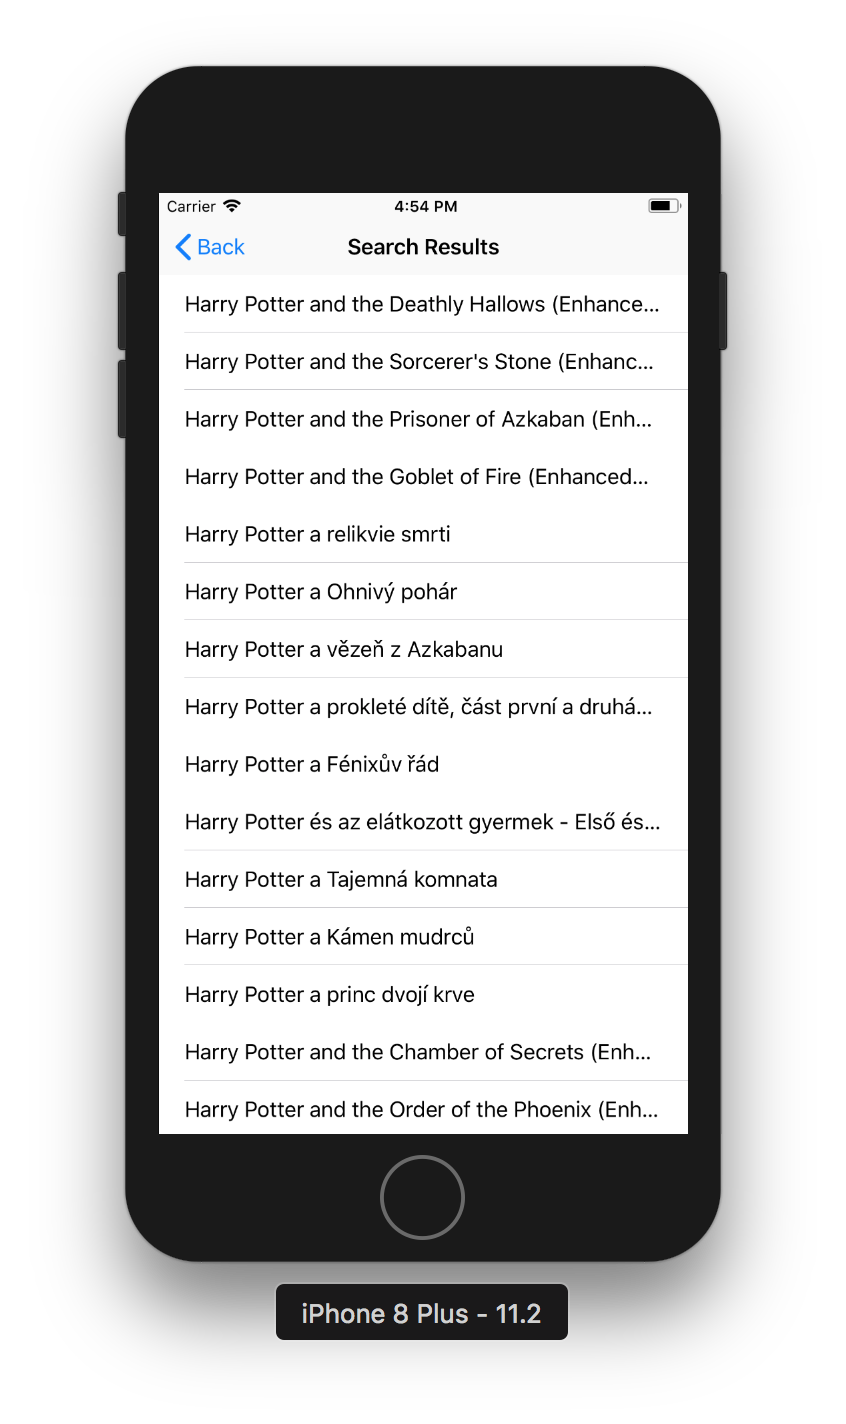 Carrier 4:54 PM
Back Search Results
Harry Potter and the Deathly Hallows (Enhance...
Harry Potter and the Sorcerer's Stone (Enhanc...
Harry Potter and the Prisoner of Azkaban (Enh...
Harry Potter and the Goblet of Fire (Enhanced...
Harry Potter a relikvie smrti
Harry Potter a Ohnivý pohár
Harry Potter a vězeň z Azkabanu
Harry Potter a prokleté dítě, část první a druhá...
Harry Potter a Fénixův řád
Harry Potter és az elátkozott gyermek - Első és...
Harry Potter a Tajemná komnata
Harry Potter a Kámen mudrců
Harry Potter a princ dvojí krve
Harry Potter and the Chamber of Secrets (Enh...
Harry Potter and the Order of the Phoenix (Enh...
iPhone 8 Plus - 11.2